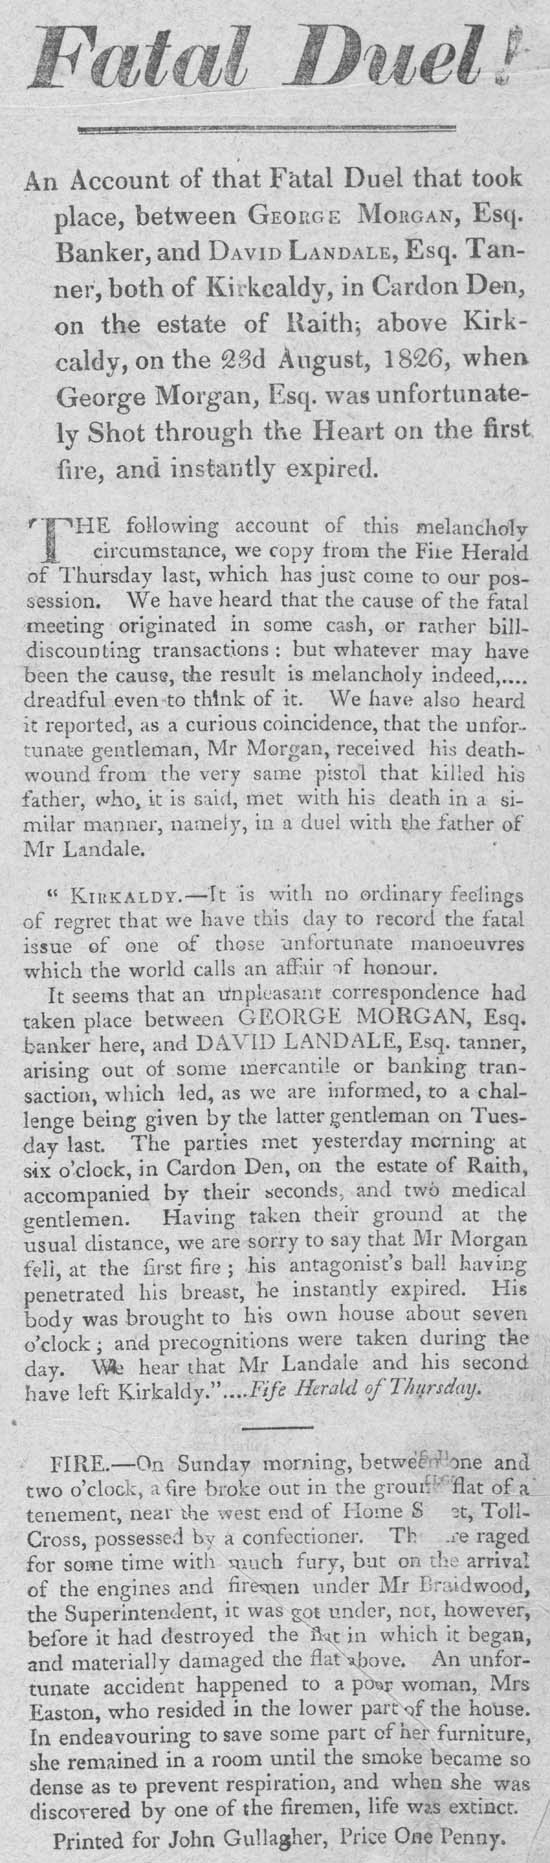 Fatal Duel!
An Account of that Fatal Duel that took
place, between GEORGE MORGAN, Esq.
Banker, and DAVID LANDALE, Esq. Tan-
ner, both of Kirkcaldy, in Cardon Den,
on the estate of Raith; above Kirk-
caldy, on the 23d August, 1826, when
George Morgan, Esq. was unfortunate-
ly Shot through the Heart on the first
fire, and instantly expired.
THE following account of this melancholy
circumstance, we copy from the Fife Herald
of Thursday last, which has just come to our pos-
session. We have heard that the cause of the fatal
meeting originated in some cash, or rather bill-
discounting transactions: but whatever may have
been the cause, the result is melancholy indeed,....
dreadful even to think of it. We have also heard
it reported, as a curious coincidence, that the unfor-
tunate gentleman, Mr Morgan, received his death-
wound from the very same pistol that killed his
father, who, it is said, met with his death in a si-
milar manner, namely, in a duel with the father of
Mr Landale.
" KIRKALDY.—It is with no ordinary feelings
of regret that we have this day to record the fatal
issue of one of those unfortunate manoeuvres
which the world calls an affair of honour.
It seems that an unpleasant correspondence had
taken place between GEORGE MORGAN, Esq.
banker here, and DAVID LANDALE, Esq. tanner,
arising out of some mercantile or banking tran-
saction, which led, as we are informed, to a chal-
lenge being given by the latter gentleman on Tues-
day last. The parties met yesterday morning at
six o'clock, in Cardon Den, on the estate of Raith,
accompanied by their seconds, and two medical
gentlemen. Having taken their ground at the
usual distance, we are sorry to say that Mr Morgan
fell, at the first fire; his antagonist's ball having
penetrated his breast, he instantly expired. His
body was brought to his own house about seven
o'clock; and precognitions were taken during the
day. We hear that Mr Landale and his second
have left Kirkaldy."....Fife Herald of Thursday.
FIRE.—On Sunday morning, between one and
two o'clock, a fire broke out in the flat of a
tenement, near the west end of Home Toll-
Cross, possessed by a confectioner. raged
for some time with much fury, but on the arrival
of the engines and firemen under Mr Braidwood,
the Superintendent, it was got under, not, however,
before it had destroyed the flat in which it began,
and materially damaged the flat above. An unfor-
tunate accident happened to a poor woman, Mrs
Easton, who resided in the lower part of the house.
In endeavouring to save some part of her furniture,
she remained in a room until the smoke became so
dense as to prevent respiration, and when she was
discovered by one of the firemen, life was extinct.
Printed for John Gullagher, Price One Penny.